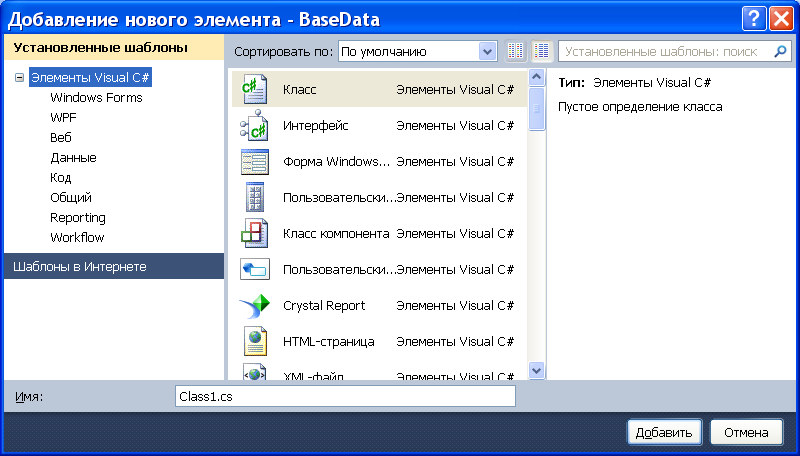 Добавление нового элемента - BaseData
Установленные шаблоны
Сортировать по: По умолчанию
Установленные шаблоны: поиск
Элементы Visual C#
Windows Forms
WPF
Веб
Данные
Код
Общий
Reporting
Workflow
Шаблоны в Интернете
Класс Элементы Visual C#
Интерфейс Элементы Visual C#
Форма Windows... Элементы Visual C#
Пользовательски... Элементы Visual C#
Класс компонента Элементы Visual C#
Пользовательски... Элементы Visual C#
Crystal Report Элементы Visual C#
HTML-страница Элементы Visual C#
XML-файл Элементы Visual C#
Тип: Элементы Visual C#
Пустое определение класса
Имя: Class1.cs
Добавить Отмена